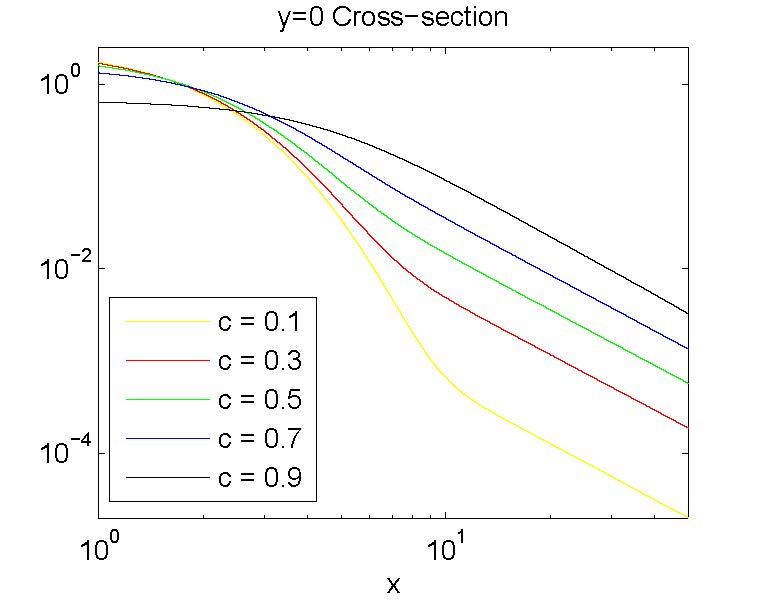 y=0 Cross-section
10^0
10^-2
10^-4
c = 0.1
c = 0.3
c = 0.5
c = 0.7
c = 0.9
10^0 10^1
x